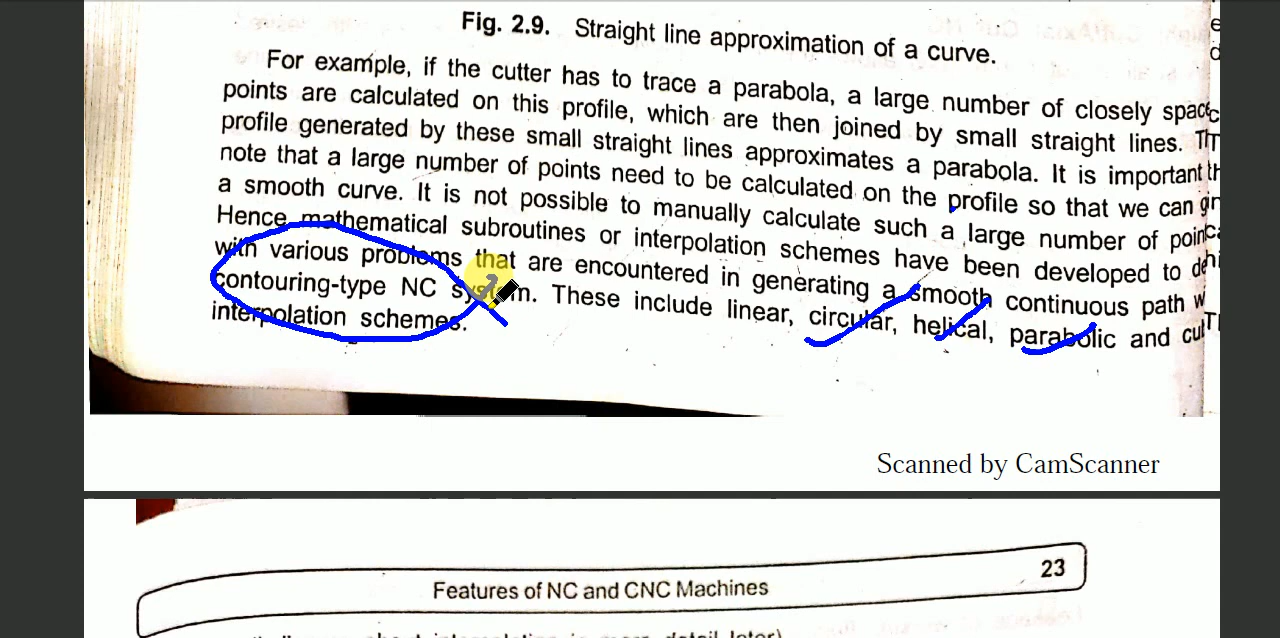 Fig. 2.9. Straight line approximation of a curve.
For example, if the cutter has to trace a parabola, a large number of closely spac
points are calculated on this profile, which are then joined by small straight lines.
profile generated by these small straight lines approximates a parabola. It is important
note that a large number of points need to be calculated on the profile so that we can
a smooth curve. It is not possible to manually calculate such a large number of
Hence mathematical subroutines or interpolation schemes have been developed to
with various problems that are encountered in generating a smooth continuous path
contouring-type NC system. These include linear, circular, helical, parabolic and
interpolation schemes.
Scanned by CamScanner
Features of NC and CNC Machines
23